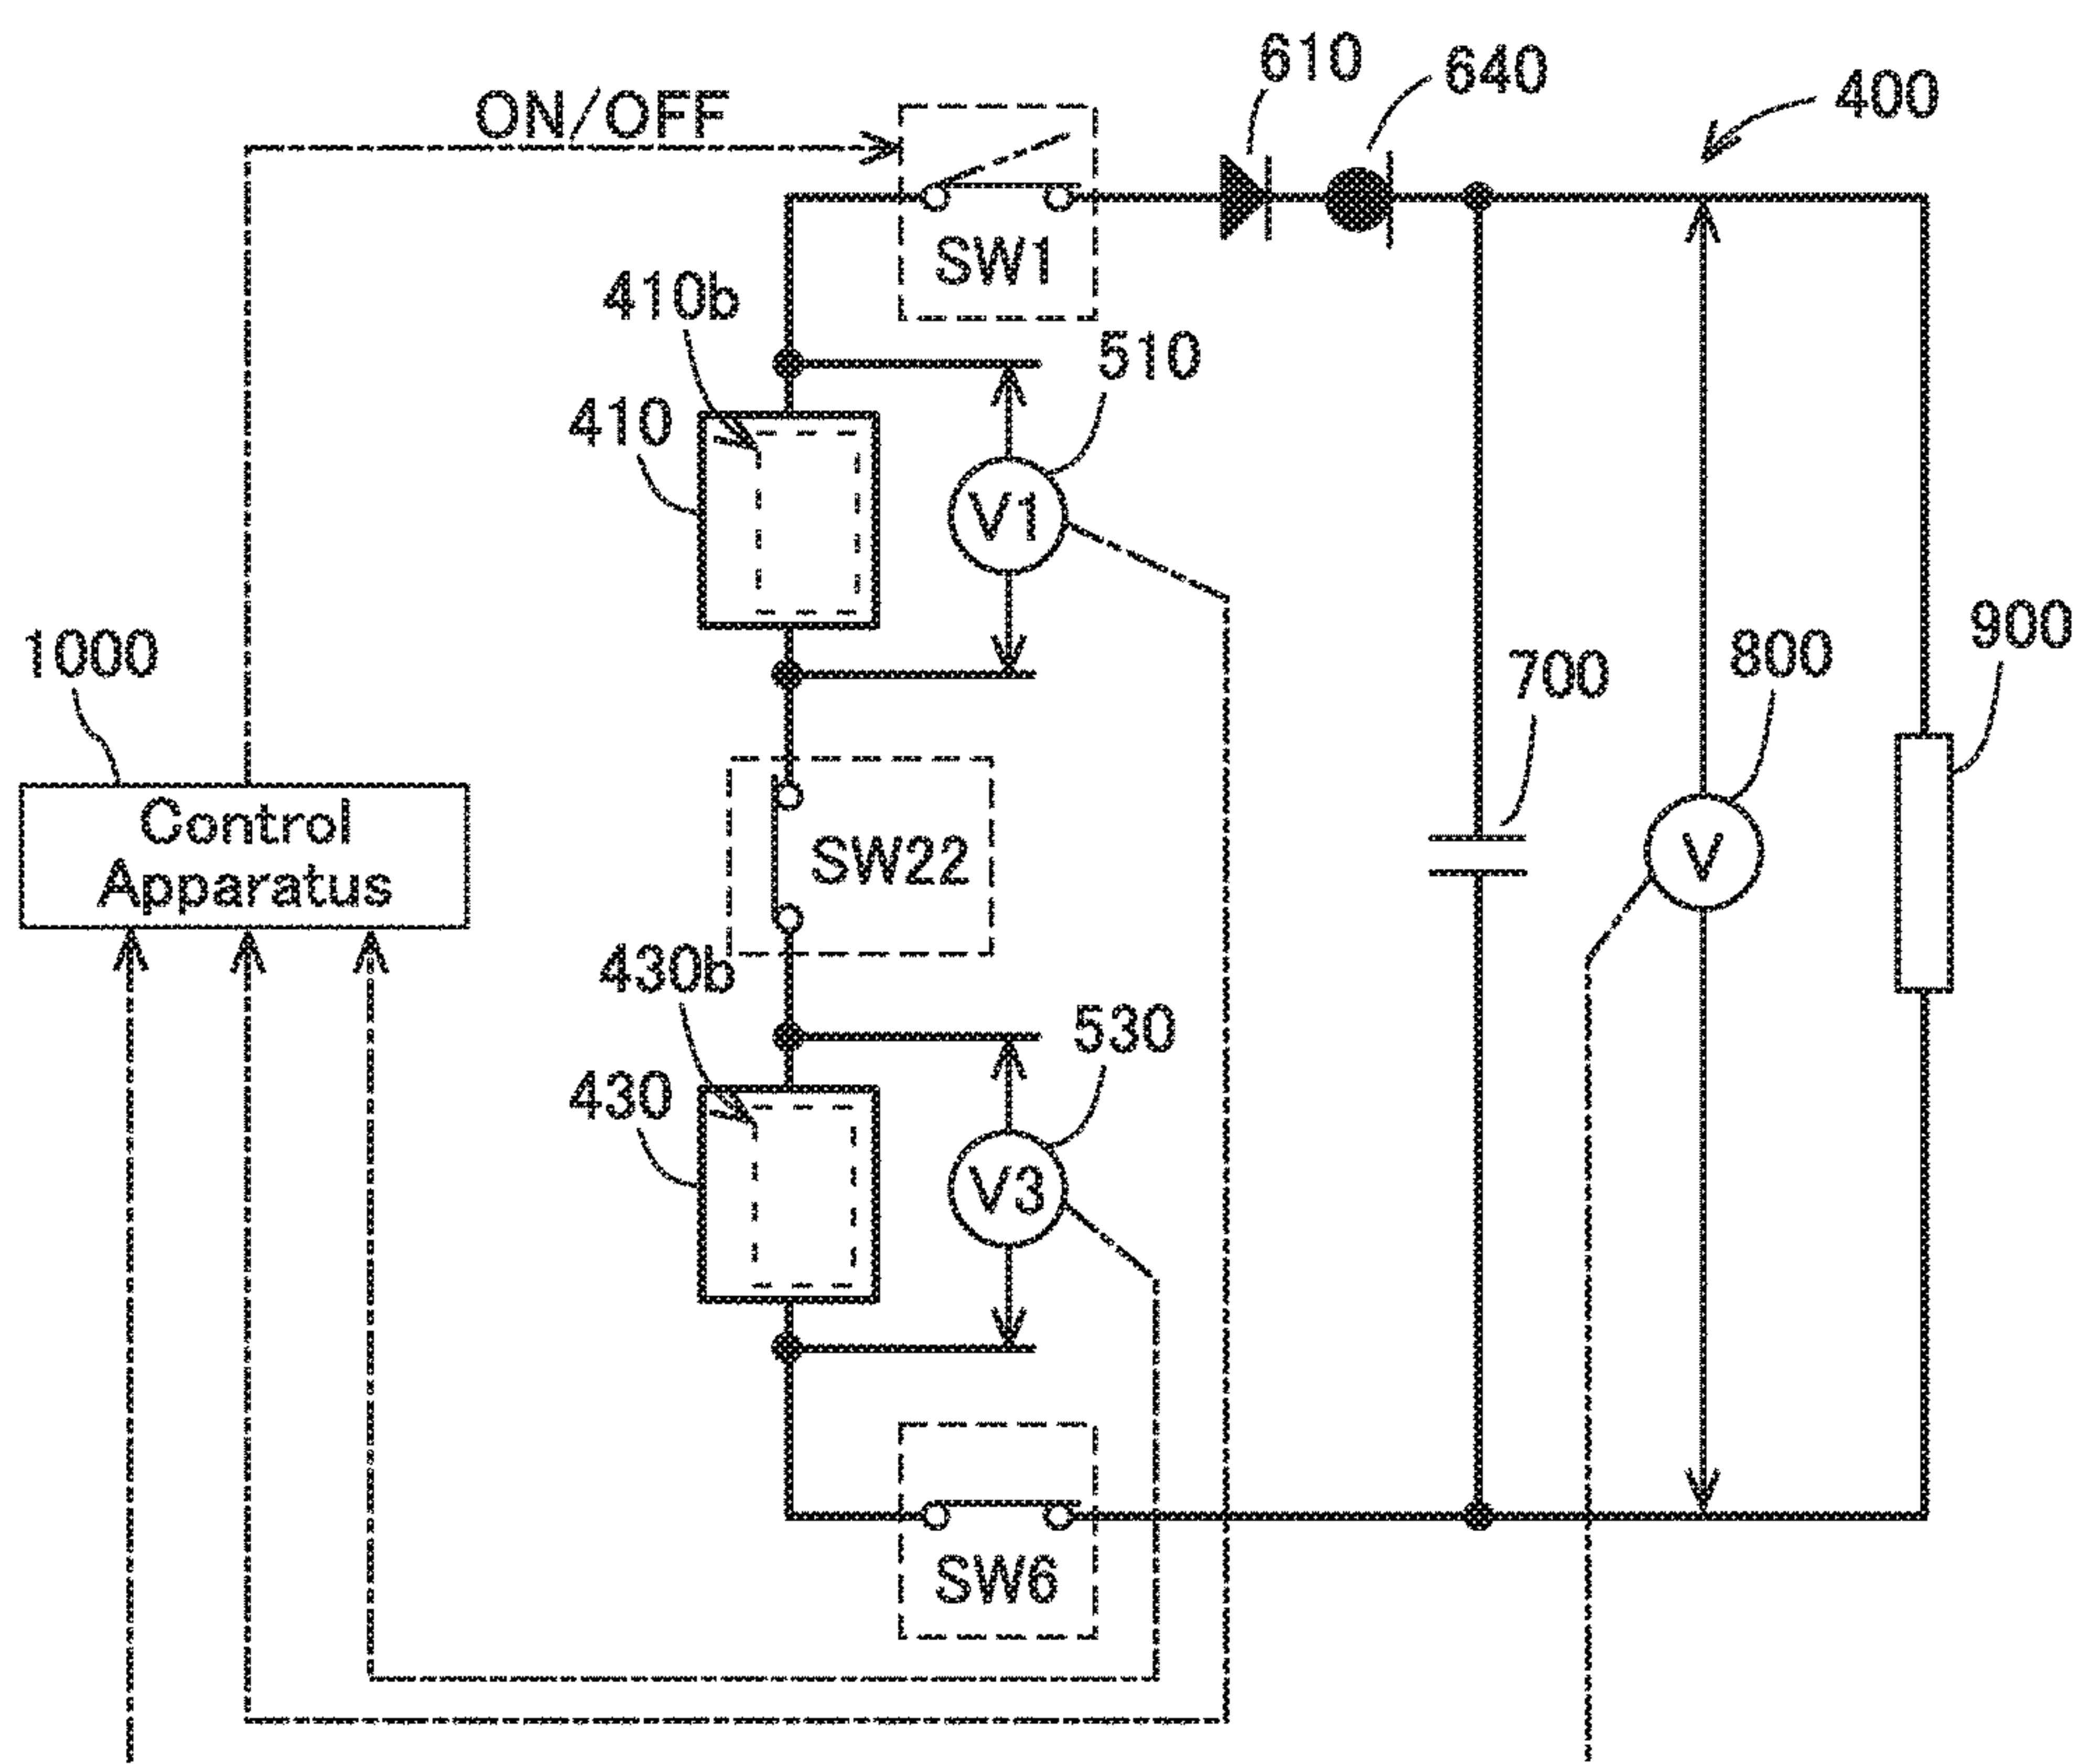 610
640
400
ON/OFF
SW1
410b
510
410
V1
1000
700
800
900
Control
Apparatus
SW22
V
430b
530
430
V3
SW6